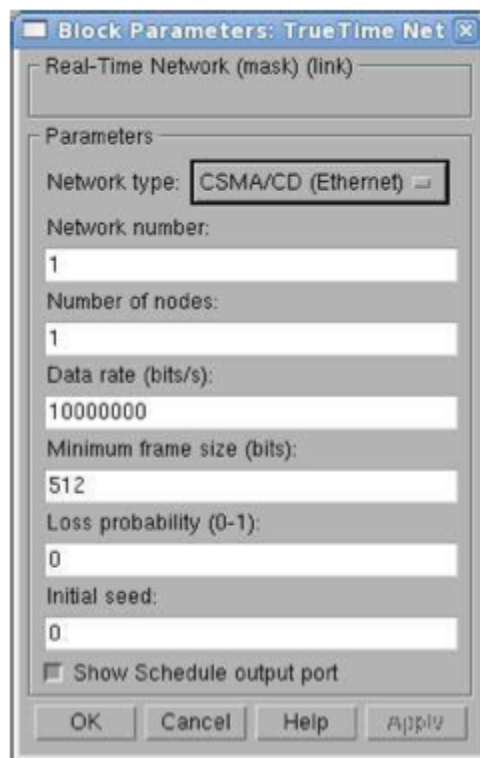 Block Parameters: TrueTime Net
Real-Time Network (mask) (link)
Parameters
Network type: CSMA/CD (Ethernet)
Network number:
1
Number of nodes:
1
Data rate (bits/s):
10000000
Minimum frame size (bits):
512
Loss probability (0-1):
0
Initial seed:
0
Show Schedule output port
OK Cancel Help Apply